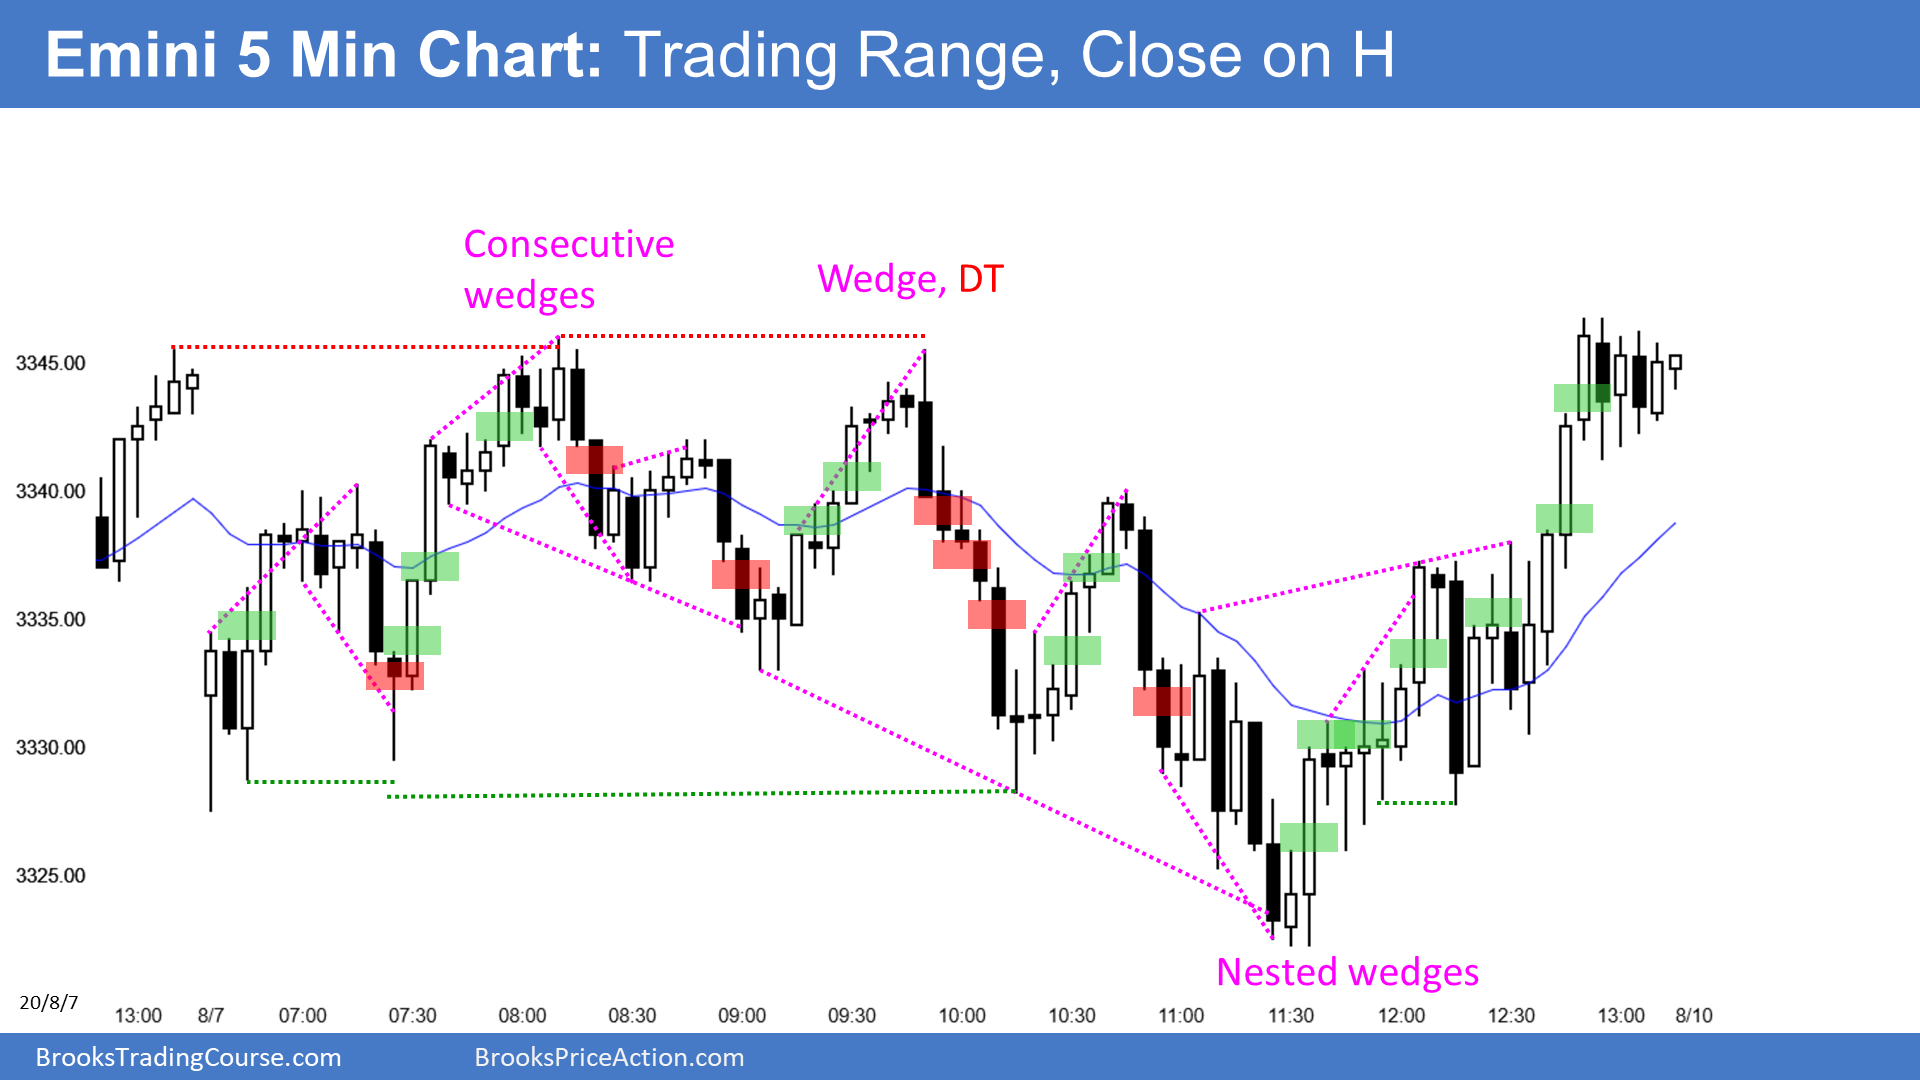 Emini 5 Min Chart: Trading Range, Close on H
Consecutive
wedges
Wedge, DT
3345.00
3340.00
3335.00
3330.00
3325.00
Nested wedges
20/8/7
13:00 8/7 07:00 07:30 08:00 08:30 09:00 09:30 10:00 10:30 11:00 11:30 12:00 12:30 13:00 8/10
BrooksTradingCourse.com BrooksPriceAction.com